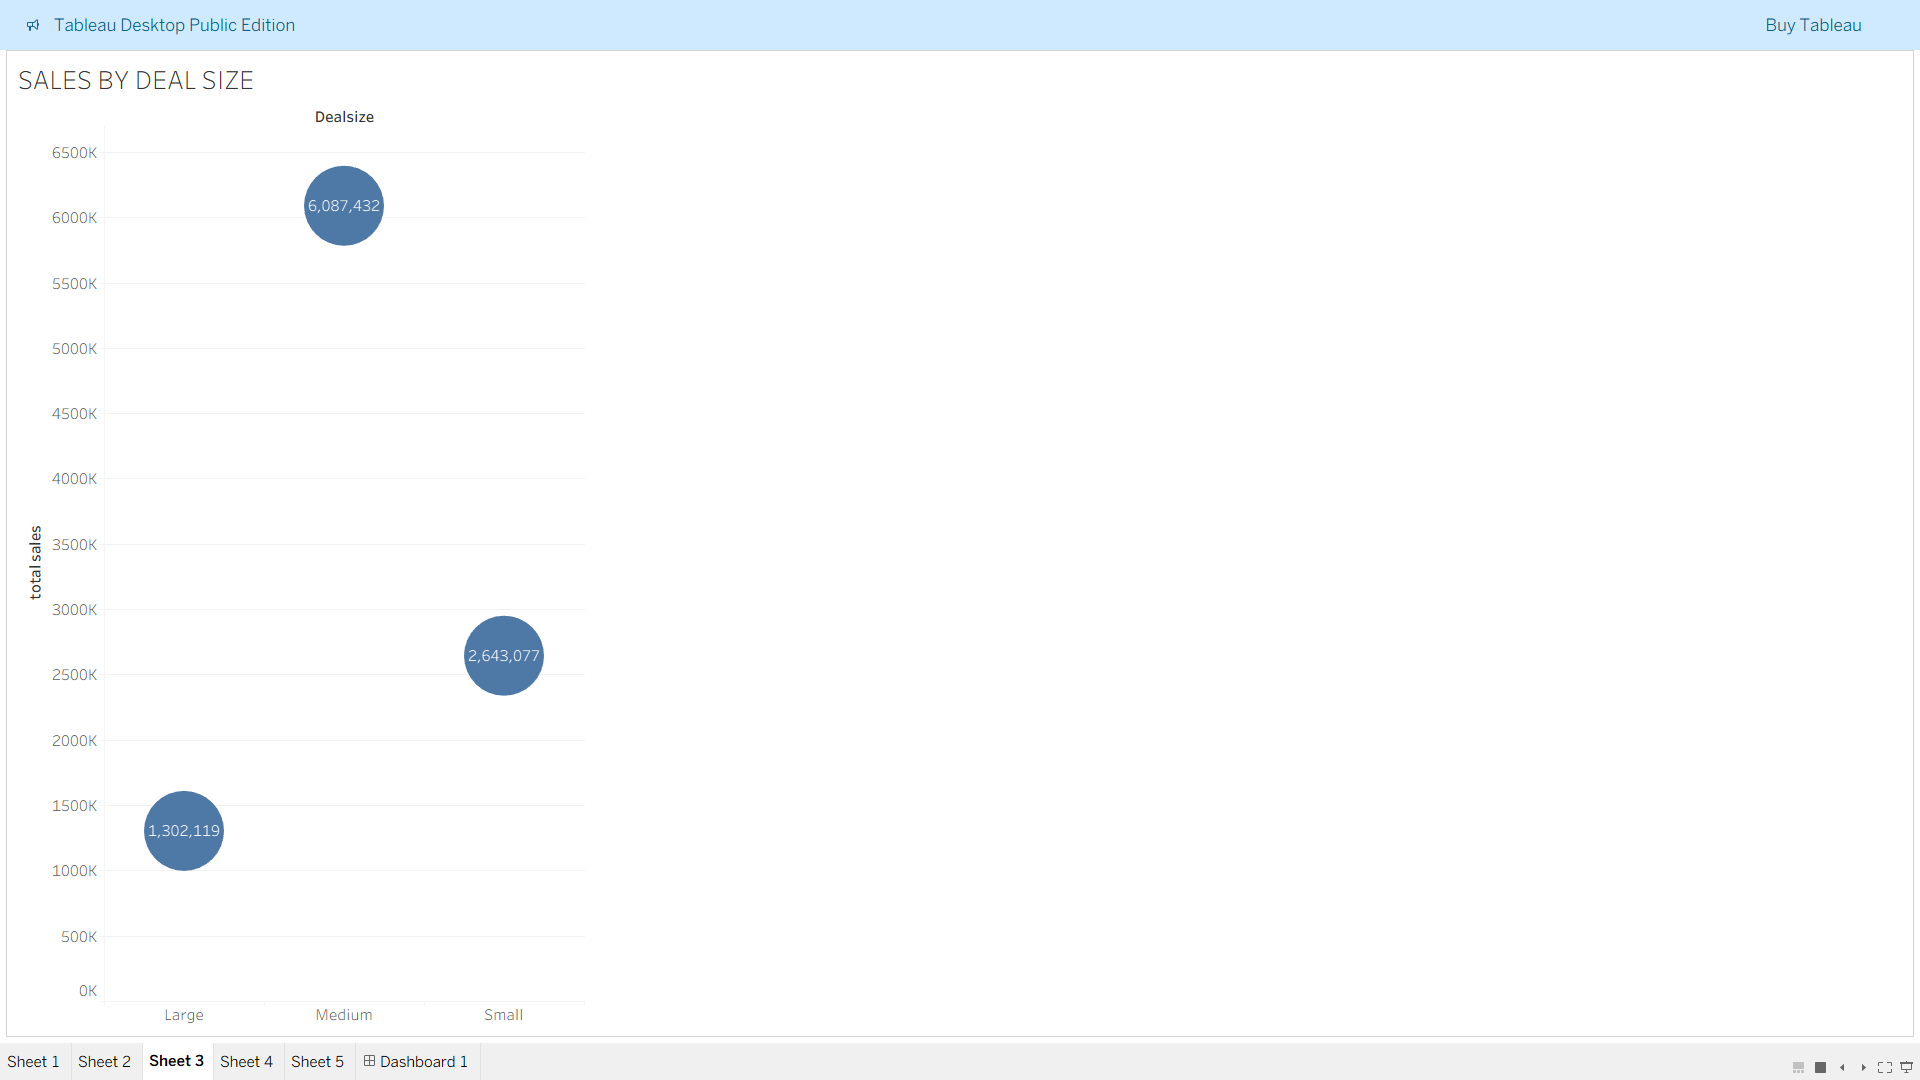 Tableau Desktop Public Edition
Buy Tableau
SALES BY DEAL SIZE
Dealsize
total sales
6500K
6000K
5500K
5000K
4500K
4000K
3500K
3000K
2500K
2000K
1500K
1000K
500K
0K
6,087,432
2,643,077
1,302,119
Large Medium Small
Sheet 1 Sheet 2 Sheet 3 Sheet 4 Sheet 5 Dashboard 1